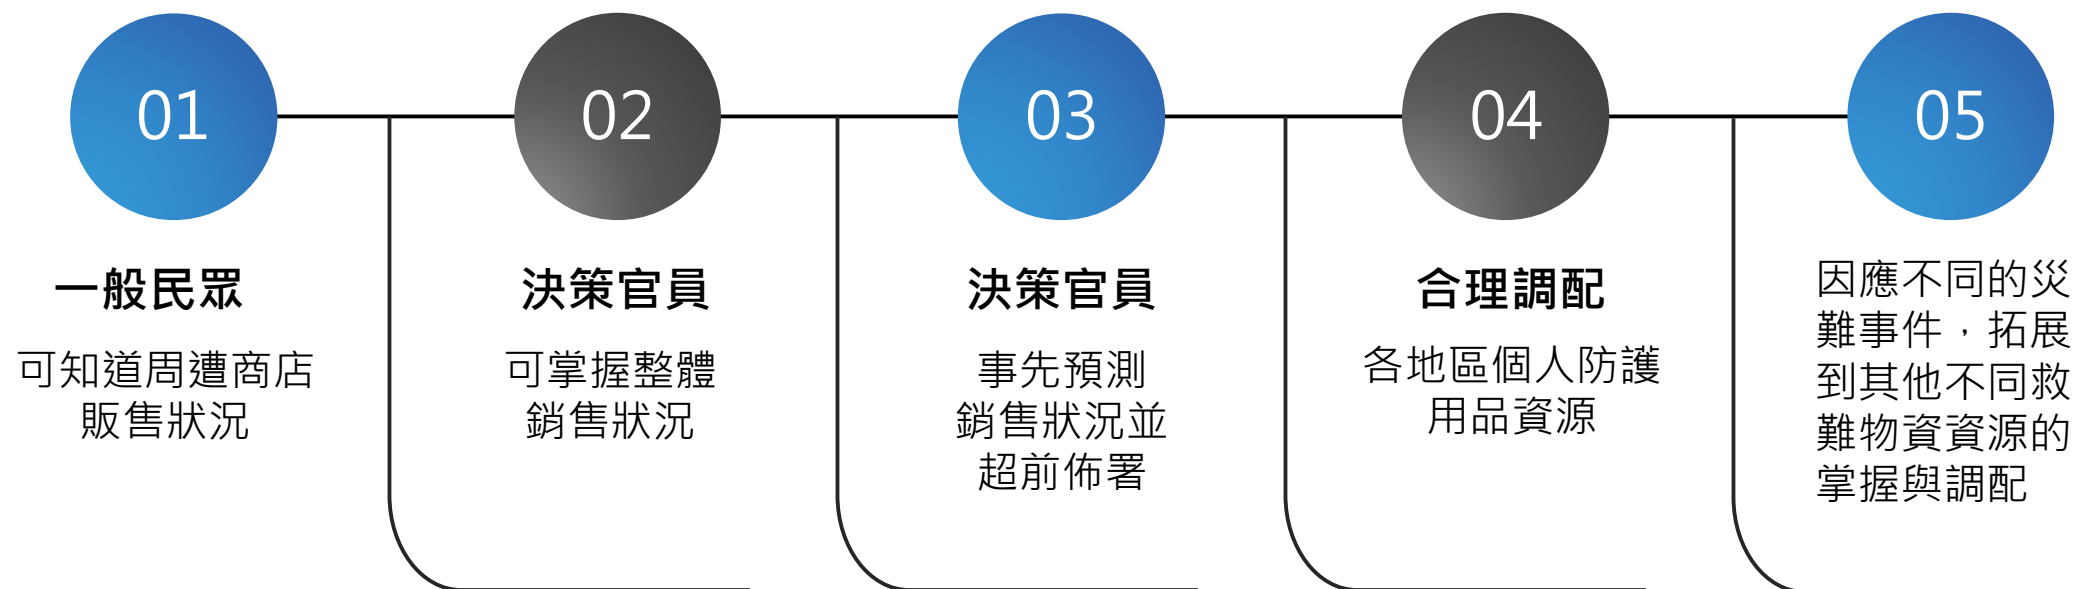 01
一般民眾
可知道周遭商店
販售狀況
02
決策官員
可掌握整體
銷售狀況
03
決策官員
事先預測
銷售狀況並
超前佈署
04
合理調配
各地區個人防護
用品資源
05
因應不同的災
難事件，拓展
到其他不同救
難物資資源的
掌握與調配